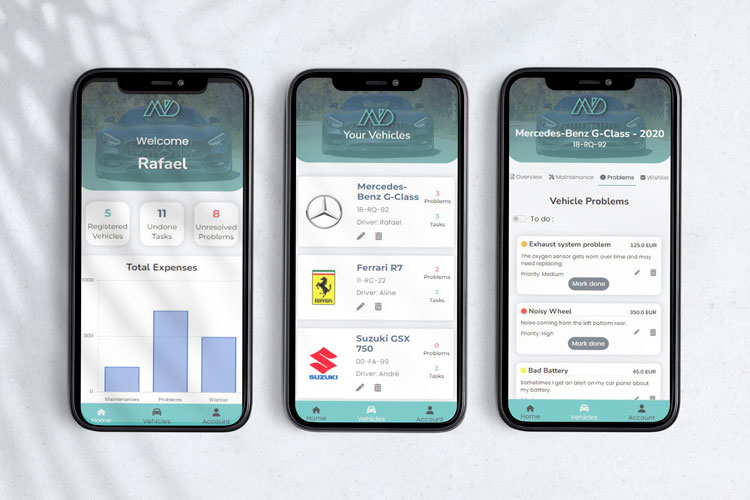 MVD
Welcome
Rafael
5
Registered
Vehicles
11
Undone
Tasks
8
Unresolved
Problems
Total Expenses
1000
500
0
Maintenances
Problems
Wishlist
Home
Vehicles
Account
MVD
Your Vehicles
Mercedes-
Benz G-Class
18-RQ-92
Driver: Rafael
3
Problems
3
Tasks
Ferrari
Ferrari R7
11-RC-22
Driver: Aline
2
Problems
2
Tasks
SUZUKI
Suzuki GSX
750
00-FA-99
Driver: André
0
Problems
2
Tasks
Home
Vehicles
Account
MVD
Mercedes-Benz G-Class - 2020
18-RQ-92
Overview
Maintenance
Problems
Wishlist
Vehicle Problems
To do :
Exhaust system problem
125.0 EUR
The oxygen sensor gets worn over time and may
need replacing.
Priority: Medium
Mark done
Noisy Wheel
350.0 EUR
Noise coming from the left bottom rear.
Priority: High
Mark done
Bad Battery
45.0 EUR
Sometimes I get an alert on my car panel about
my battery.
Home
Vehicles
Account